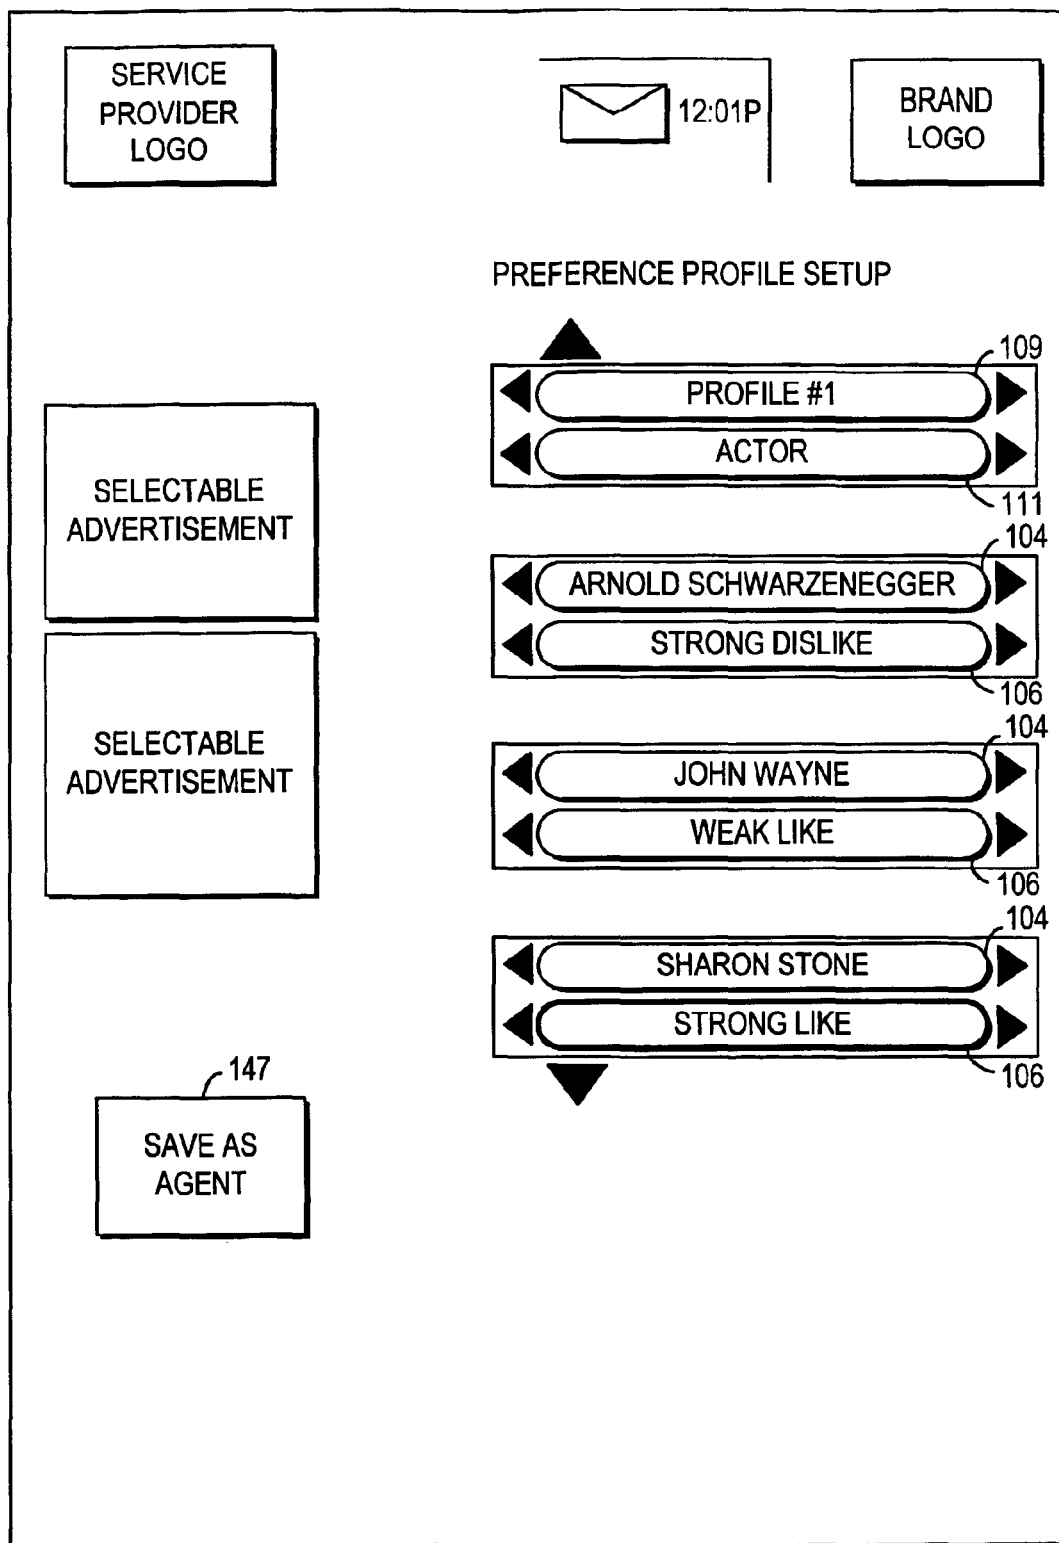 SERVICE
PROVIDER
LOGO
12:01P
BRAND
LOGO
PREFERENCE PROFILE SETUP
109
PROFILE #1
ACTOR
111
SELECTABLE
ADVERTISEMENT
104
ARNOLD SCHWARZENEGGER
STRONG DISLIKE
106
SELECTABLE
ADVERTISEMENT
104
JOHN WAYNE
WEAK LIKE
106
104
SHARON STONE
STRONG LIKE
106
147
SAVE AS
AGENT